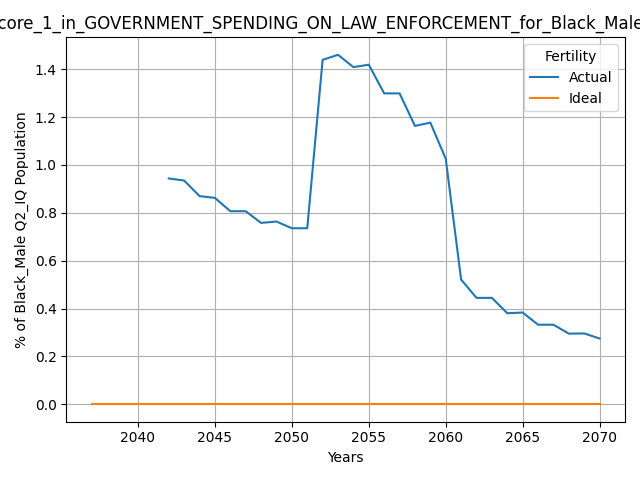 core_1_in_GOVERNMENT_SPENDING_ON_LAW_ENFORCEMENT_for_Black_Male
% of Black_Male Q2_IQ Population
1.4
1.2
1.0
0.8
0.6
0.4
0.2
0.0
Fertility
Actual
Ideal
2040 2045 2050 2055 2060 2065 2070
Years